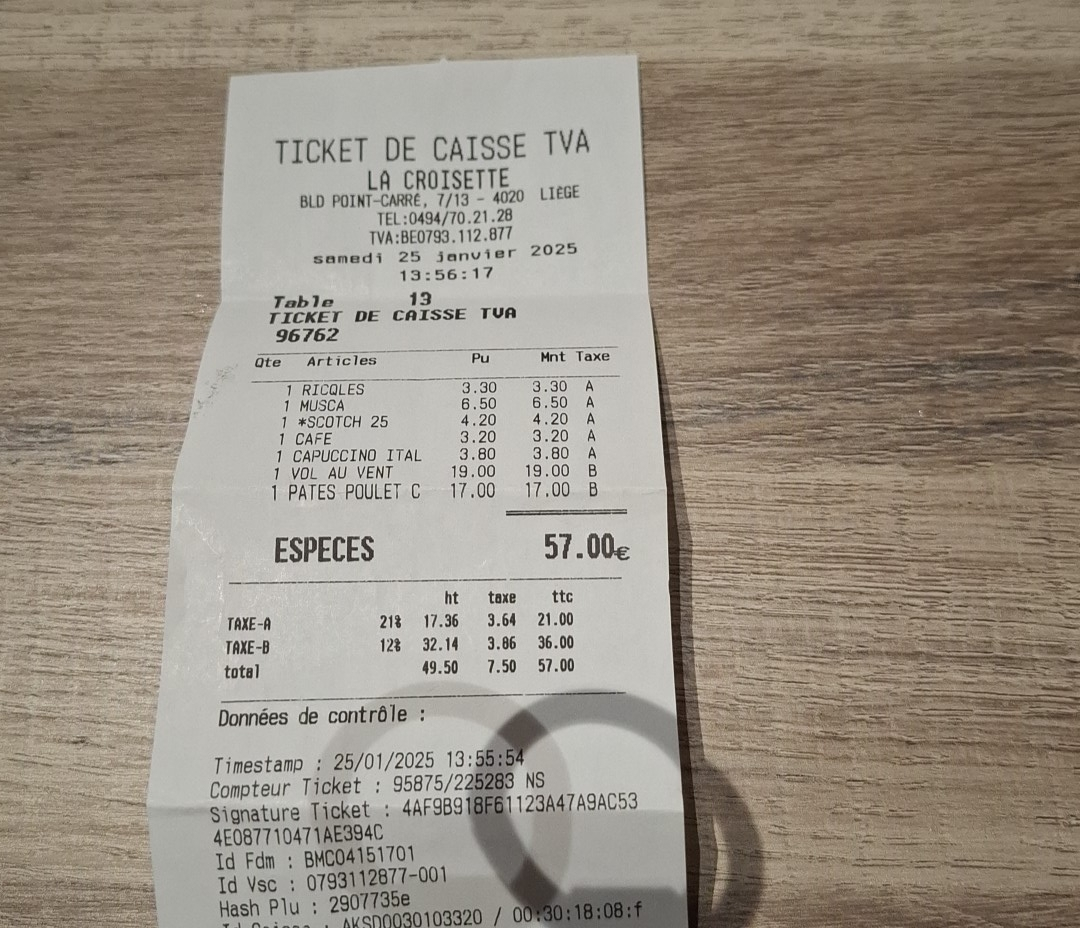 TICKET DE CAISSE TVA
LA CROISETTE
BLD POINT-CARRÉ, 7/13 - 4020 LIÈGE
TEL:0494/70.21.28
TVA:BE0793.112.877
samedi 25 janvier 2025
13:56:17
Table 13
TICKET DE CAISSE TVA
96762
Qte Articles Pu Mnt Taxe
1 RICQLES 3.30 3.30 A
1 MUSCA 6.50 6.50 A
1 *SCOTCH 25 4.20 4.20 A
1 CAFE 3.20 3.20 A
1 CAPUCCINO ITAL 3.80 3.80 A
1 VOL AU VENT 19.00 19.00 B
1 PATES POULET C 17.00 17.00 B
ESPECES 57.00€
ht taxe ttc
TAXE-A 21% 17.36 3.64 21.00
TAXE-B 12% 32.14 3.86 36.00
total 49.50 7.50 57.00
Données de contrôle :
Timestamp : 25/01/2025 13:55:54
Compteur Ticket : 95875/225283 NS
Signature Ticket : 4AF9B918F61123A47A9AC53
4E087710471AE394C
Id Fdm : BMC04151701
Id Vsc : 0793112877-001
Hash Plu : 2907735e
: AKSD0030103320 / 00:30:18:08:f